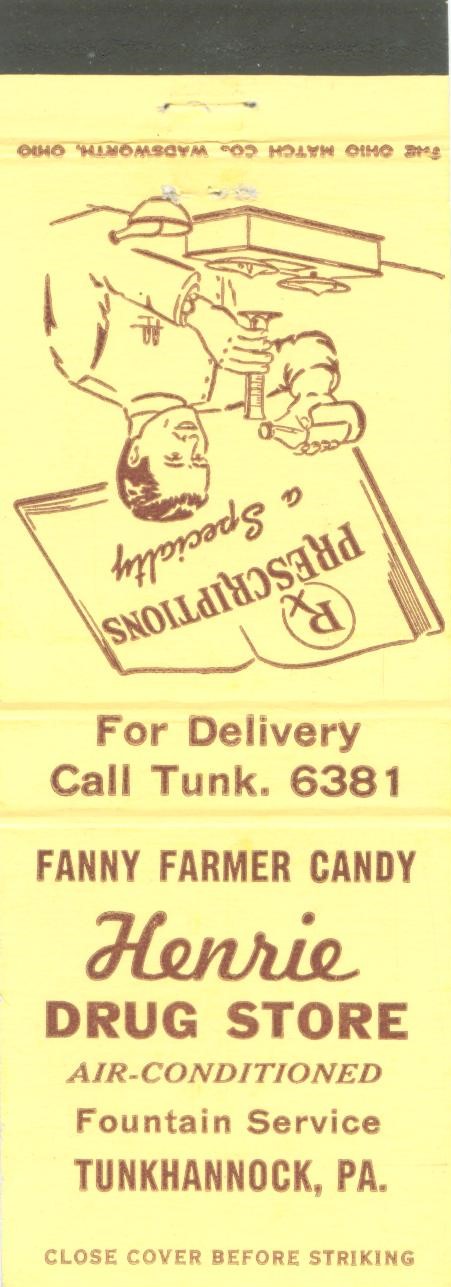 THE OHIO MATCH CO. WADSWORTH, OHIO
Rx
PRESCRIPTIONS
a Specialty
For Delivery
Call Tunk. 6381
FANNY FARMER CANDY
Henrie
DRUG STORE
AIR-CONDITIONED
Fountain Service
TUNKHANNOCK, PA.
CLOSE COVER BEFORE STRIKING